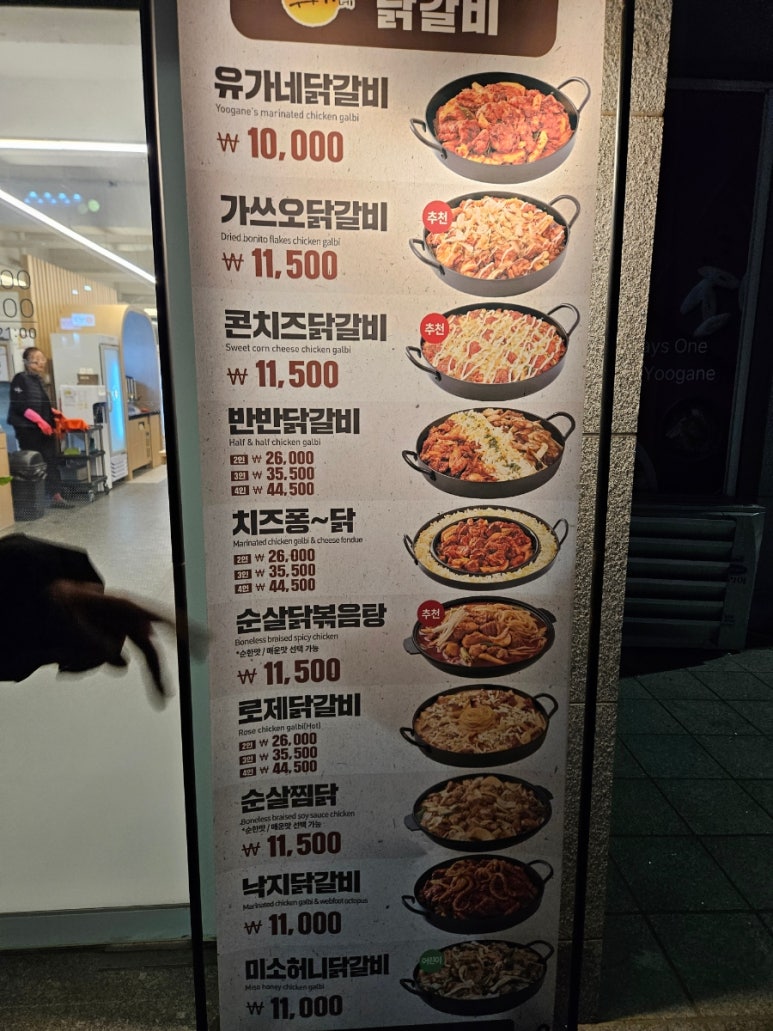 닭갈비
유가네닭갈비
Yoogane's marinated chicken galbi
₩ 10,000
가쓰오닭갈비
Dried bonito flakes chicken galbi
₩ 11,500
추천
콘치즈닭갈비
Sweet corn cheese chicken galbi
₩ 11,500
추천
반반닭갈비
Half & half chicken galbi
2인 ₩ 26,000
3인 ₩ 35,500
4인 ₩ 44,500
치즈퐁~닭
Marinated chicken galbi & cheese fondue
2인 ₩ 26,000
3인 ₩ 35,500
4인 ₩ 44,500
순살닭볶음탕
Boneless braised spicy chicken
*순한맛 / 매운맛 선택 가능
₩ 11,500
추천
로제닭갈비
Rose chicken galbi(Hot)
2인 ₩ 26,000
3인 ₩ 35,500
4인 ₩ 44,500
순살찜닭
Boneless braised soy sauce chicken
*순한맛 / 매운맛 선택 가능
₩ 11,500
낙지닭갈비
Marinated chicken galbi & webfoot octopus
₩ 11,000
미소허니닭갈비
Miso honey chicken galbi
₩ 11,000
어린이
:00
:00
21:00
ays One
Yoogane